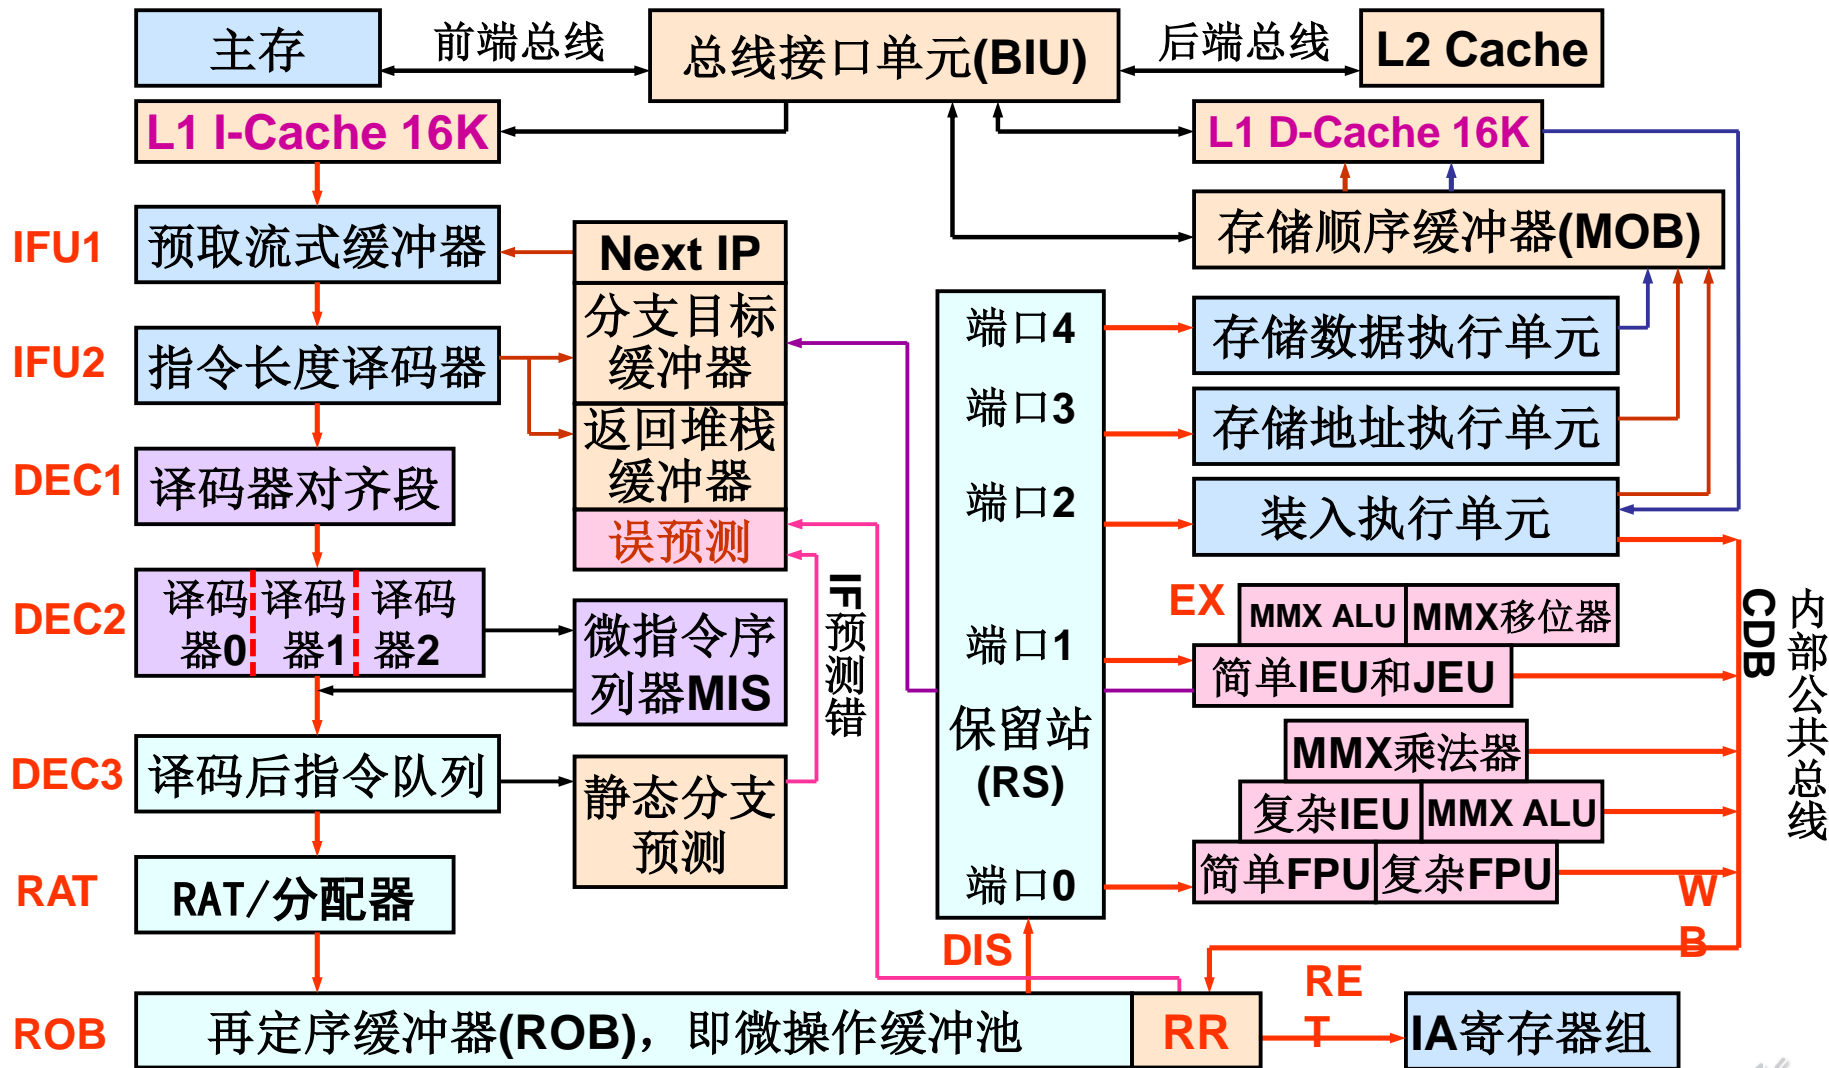 主存
前端总线
总线接口单元(BIU)
后端总线
L2 Cache
L1 I-Cache 16K
L1 D-Cache 16K
IFU1
预取流式缓冲器
Next IP
存储顺序缓冲器(MOB)
IFU2
指令长度译码器
分支目标
缓冲器
返回堆栈
缓冲器
误预测
端口4
存储数据执行单元
端口3
存储地址执行单元
端口2
装入执行单元
DEC1
译码器对齐段
DEC2
译码
器0
译码
器1
译码
器2
微指令序
列器MIS
IF预测错
EX
MMX ALU
MMX移位器
端口1
简单IEU和JEU
保留站
(RS)
MMX乘法器
复杂IEU
MMX ALU
端口0
简单FPU
复杂FPU
CDB
内部公共总线
DEC3
译码后指令队列
静态分支
预测
RAT
RAT/分配器
DIS
W
B
ROB
再定序缓冲器(ROB)，即微操作缓冲池
RR
RE
T
IA寄存器组